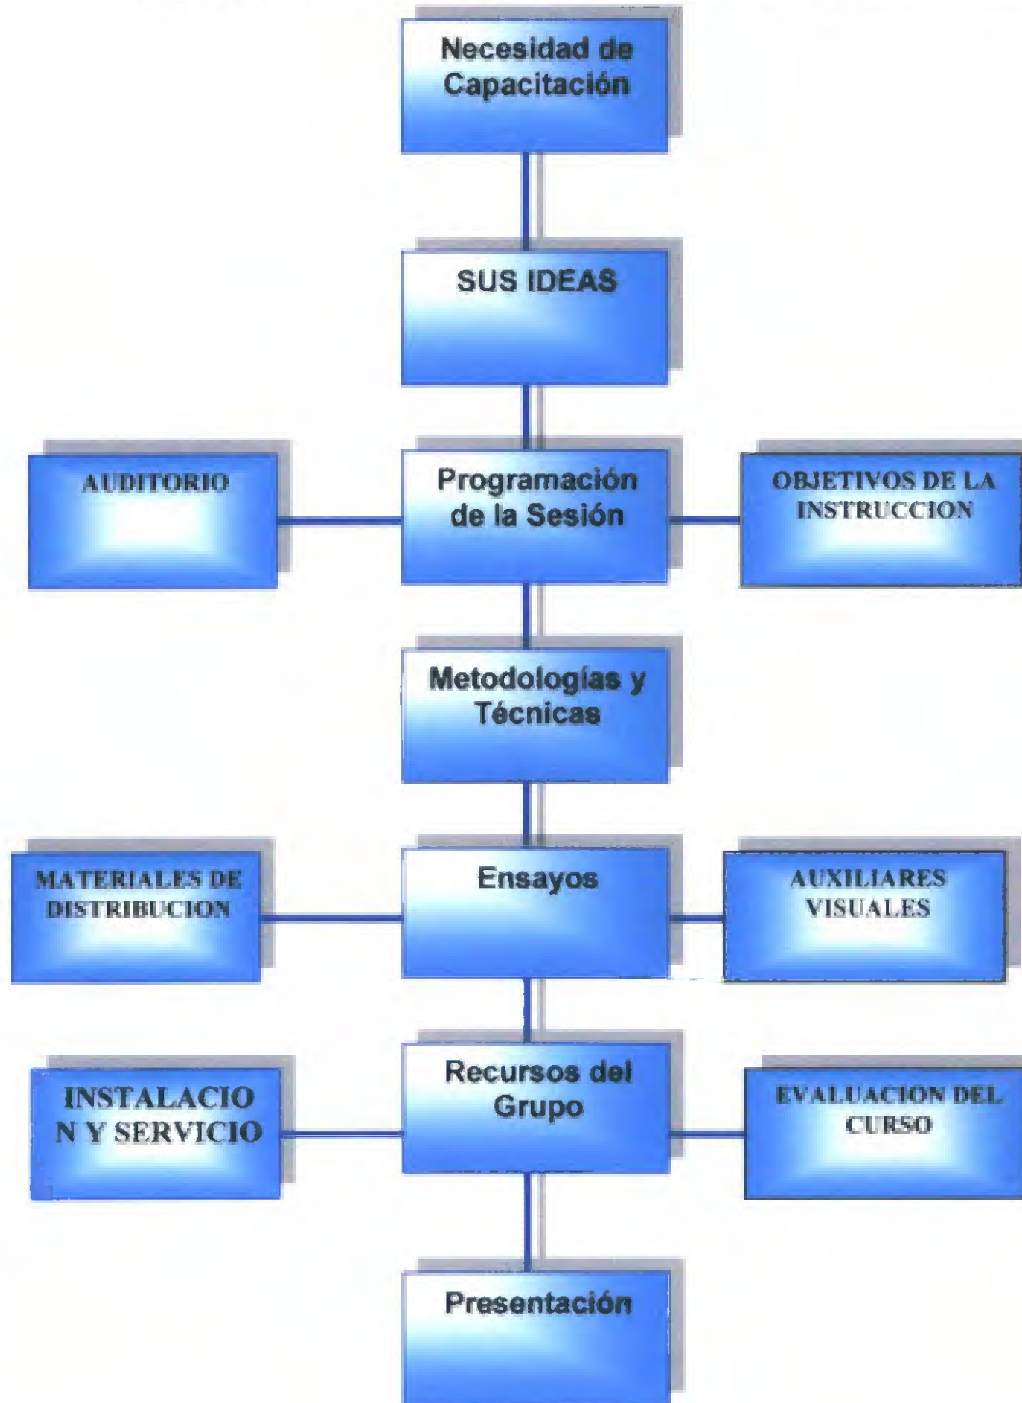 Necesidad de
Capacitación
SUS IDEAS
AUDITORIO
Programación
de la Sesión
OBJETIVOS DE LA
INSTRUCCION
Metodologías y
Técnicas
MATERIALES DE
DISTRIBUCION
Ensayos
AUXILIARES
VISUALES
INSTALACIO
N Y SERVICIO
Recursos del
Grupo
EVALUACION DEL
CURSO
Presentación